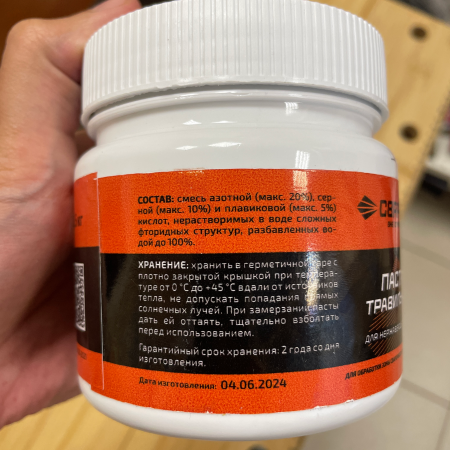 СОСТАВ: смесь азотной (макс. 20%), сер-
ной (макс. 10%) и плавиковой (макс. 5%)
кислот, нерастворимых в воде сложных
фторидных структур, разбавленных во-
дой до 100%.
ХРАНЕНИЕ: хранить в герметичной таре с
плотно закрытой крышкой при темпера-
туре от 0 °С до +45 °С вдали от источников
тепла, не допускать попадания прямых
солнечных лучей. При замерзании пасты
дать ей оттаять, тщательно взболтать
перед использованием.
Гарантийный срок хранения: 2 года со дня
изготовления.
Дата изготовления: 04.06.2024
ПАС
ТРАВИЛ